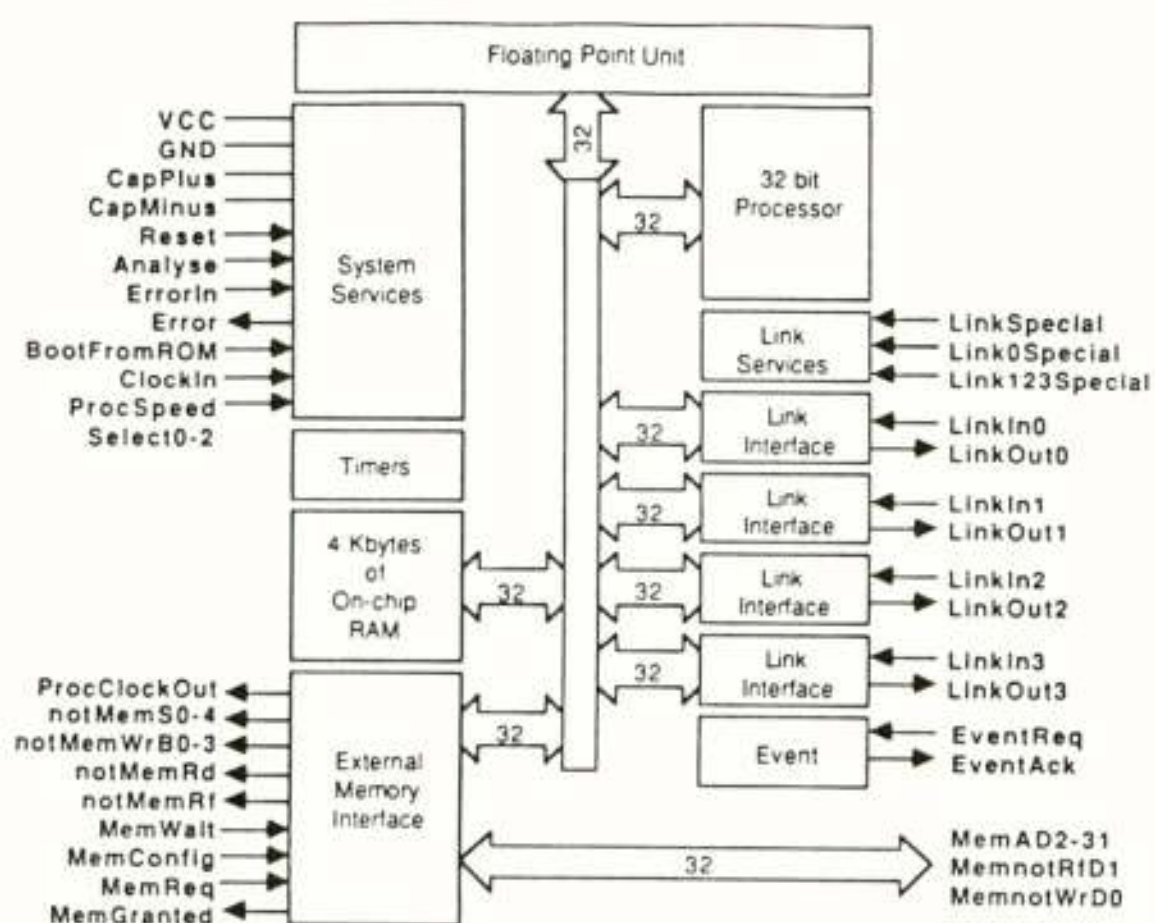 Floating Point Unit
32
VCC
GND
CapPlus
CapMinus
Reset
Analyse
ErrorIn
Error
BootFromROM
ClockIn
ProcSpeed
Select0-2
System
Services
32 bit
Processor
32
Link
Services
LinkSpecial
Link0Special
Link123Special
Timers
32
Link
Interface
LinkIn0
LinkOut0
32
Link
Interface
LinkIn1
LinkOut1
4 Kbytes
of
On-chip
RAM
32
32
Link
Interface
LinkIn2
LinkOut2
32
Link
Interface
LinkIn3
LinkOut3
ProcClockOut
notMemS0-4
notMemWrB0-3
notMemRd
notMemRf
MemWait
MemConfig
MemReq
MemGranted
External
Memory
Interface
32
Event
EventReq
EventAck
32
MemAD2-31
MemnotRfD1
MemnotWrD0